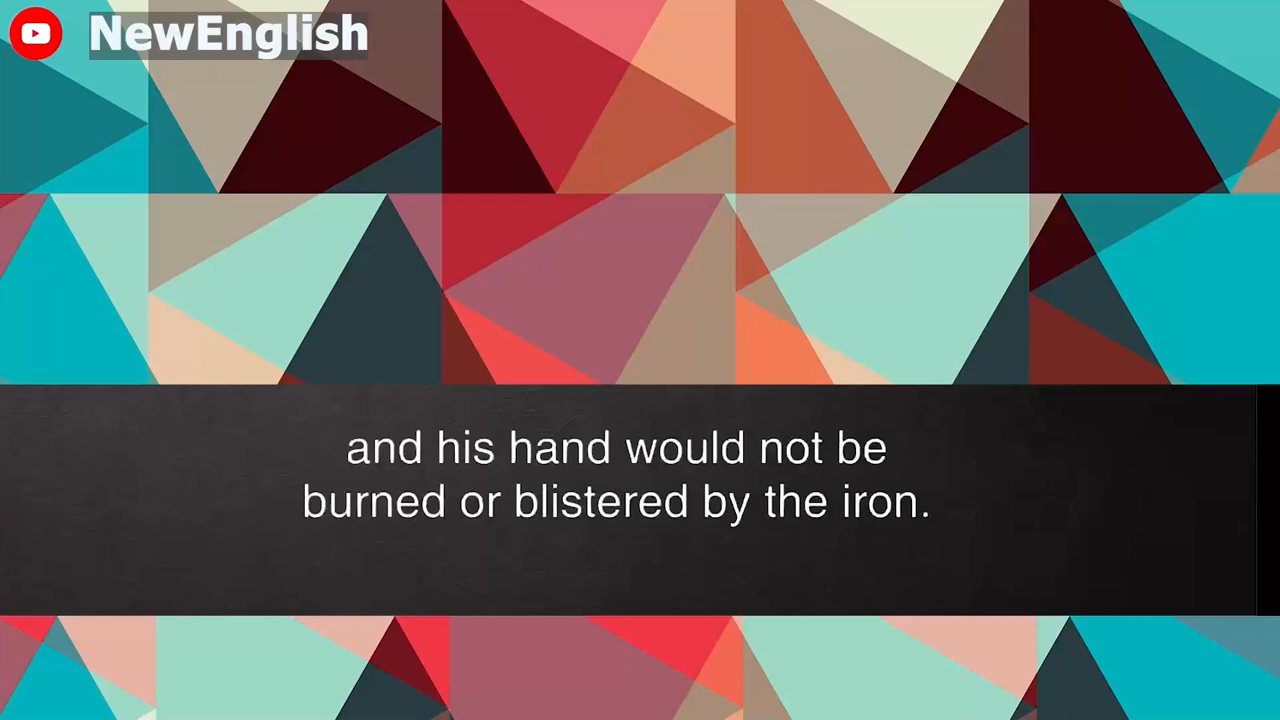 NewEnglish
and his hand would not be
burned or blistered by the iron.